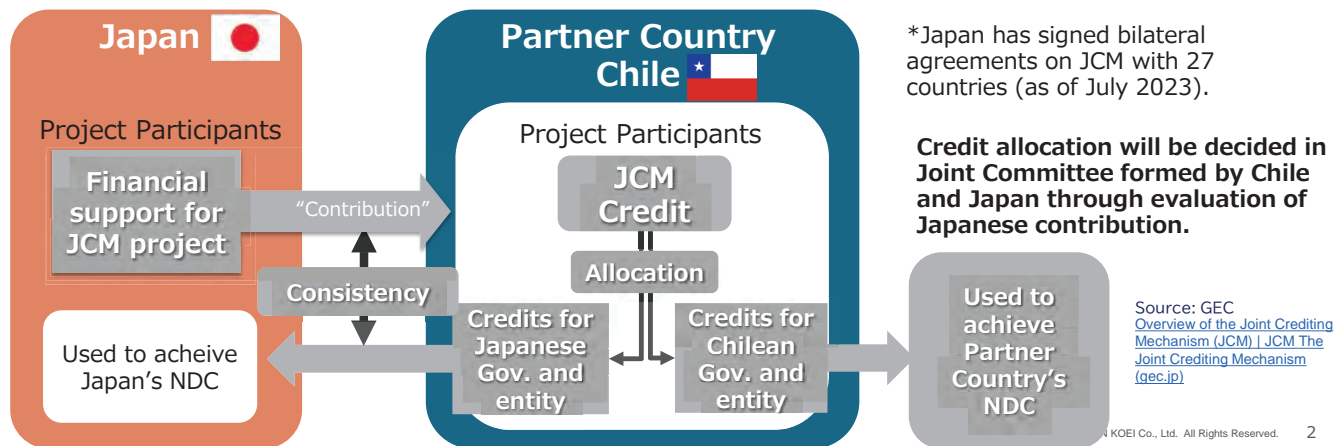 Japan
Project Participants
Financial
support for
JCM project
"Contribution"
Consistency
Used to acheive
Japan's NDC
Partner Country
Chile
Project Participants
JCM
Credit
Allocation
Credits for
Japanese
Gov. and
entity
Credits for
Chilean
Gov. and
entity
Used to
achieve
Partner
Country's
NDC
*Japan has signed bilateral
agreements on JCM with 27
countries (as of July 2023).
Credit allocation will be decided in
Joint Committee formed by Chile
and Japan through evaluation of
Japanese contribution.
Source: GEC
Overview of the Joint Crediting
Mechanism (JCM) | JCM The
Joint Crediting Mechanism
(gec.jp)
KOEI Co., Ltd. All Rights Reserved. 2